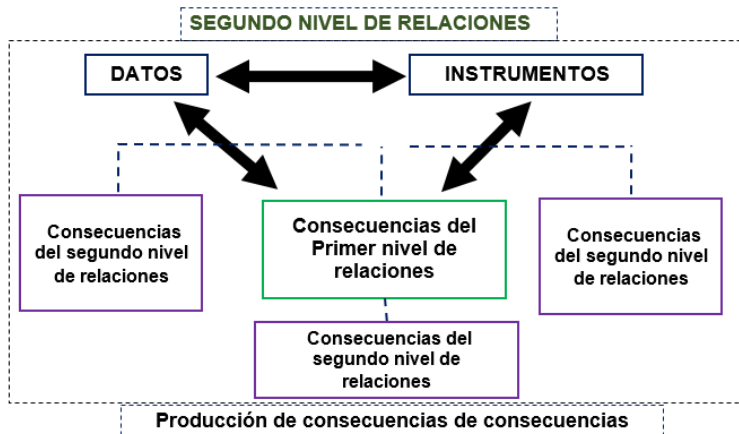 SEGUNDO NIVEL DE RELACIONES
DATOS
INSTRUMENTOS
Consecuencias
del segundo nivel
de relaciones
Consecuencias del
Primer nivel de
relaciones
Consecuencias
del segundo nivel
de relaciones
Consecuencias del
segundo nivel de
relaciones
Producción de consecuencias de consecuencias